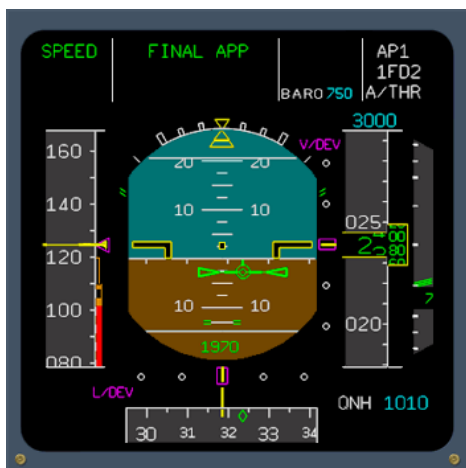 SPEED FINAL APP AP1
1FD2
BARO 750 A/THR
3000
V/DEV
160 20 20
140 10 10 025
120 2
100 10 10
020
080 1970
L/DEV
QNH 1010
30 31 32 33 34